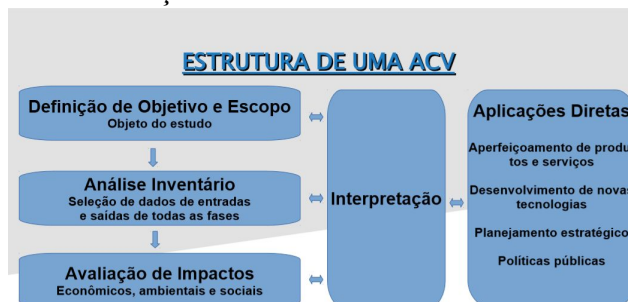 ESTRUTURA DE UMA ACV
Definição de Objetivo e Escopo
Objeto do estudo
Análise Inventário
Seleção de dados de entradas
e saídas de todas as fases
Avaliação de Impactos
Econômicos, ambientais e sociais
Interpretação
Aplicações Diretas
Aperfeiçoamento de produ
tos e serviços
Desenvolvimento de novas
tecnologias
Planejamento estratégico
Políticas públicas